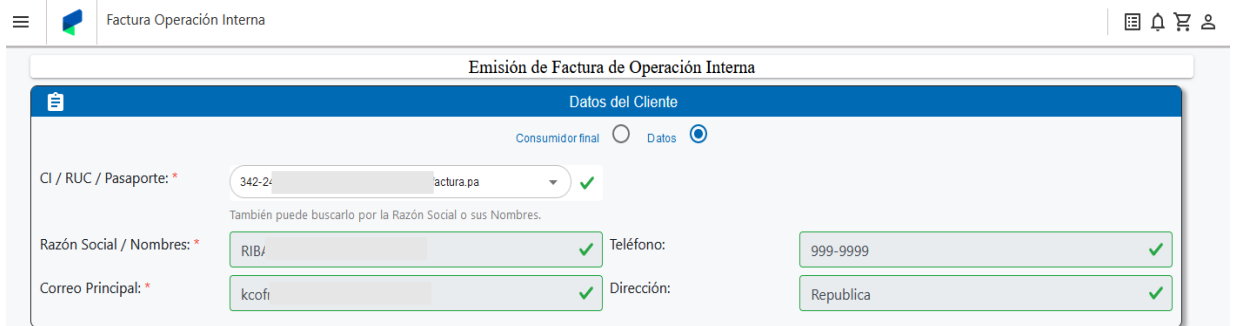 Factura Operación Interna
Emisión de Factura de Operación Interna
Datos del Cliente
Consumidor final Datos
CI / RUC / Pasaporte: * 342-2 actura.pa
También puede buscarlo por la Razón Social o sus Nombres.
Razón Social / Nombres: * RIB Teléfono: 999-9999
Correo Principal: * kcof Dirección: Republica